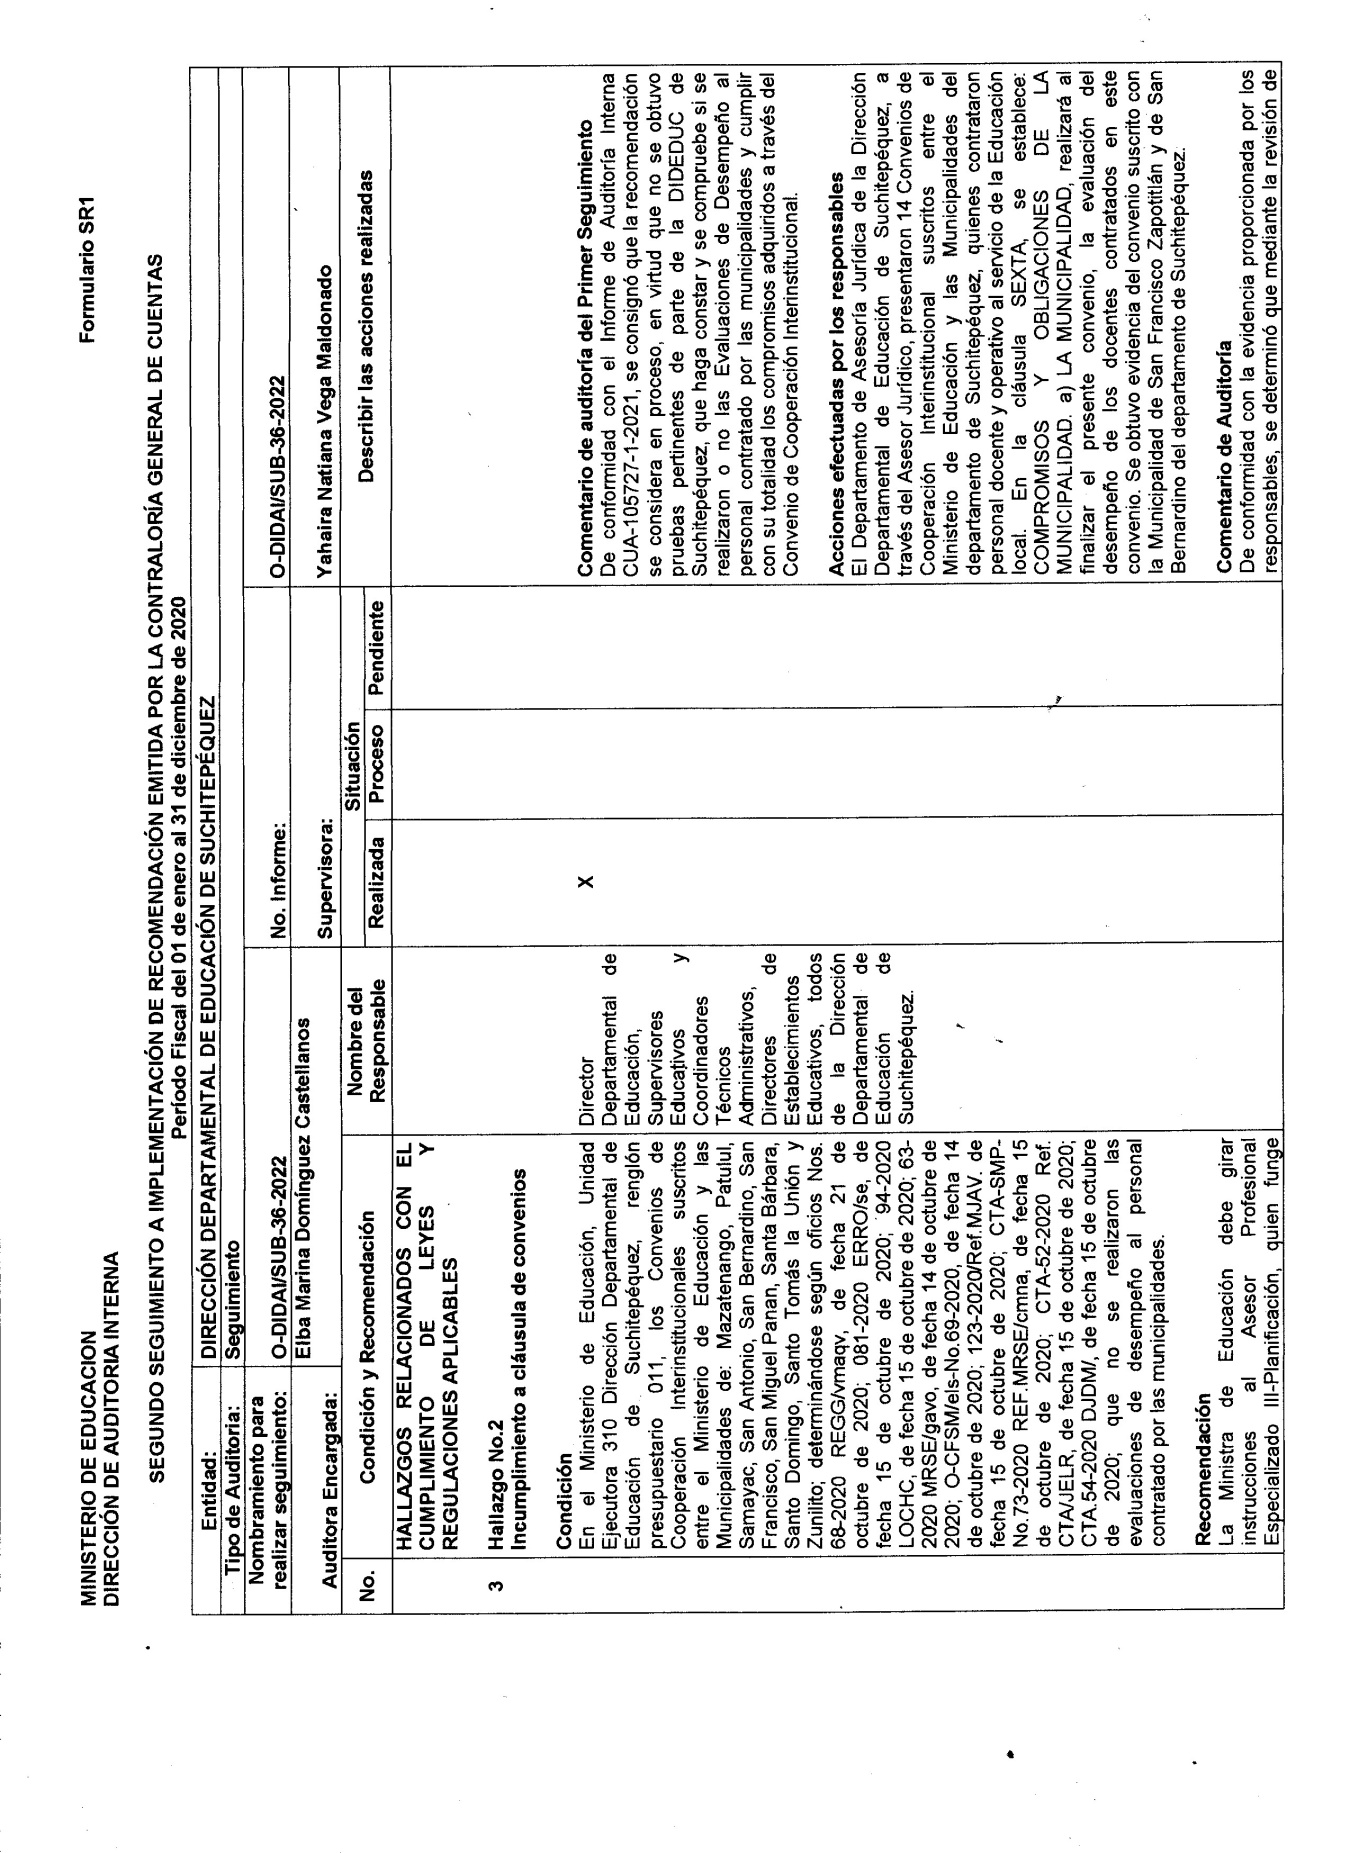 MINISTERIO DE EDUCACION
DIRECCIÓN DE AUDITORIA INTERNA
Formulario SR1
SEGUNDO SEGUIMIENTO A IMPLEMENTACIÓN DE RECOMENDACIÓN EMITIDA POR LA CONTRALORÍA GENERAL DE CUENTAS
Período Fiscal del 01 de enero al 31 de diciembre de 2020
Entidad: DIRECCIÓN DEPARTAMENTAL DE EDUCACIÓN DE SUCHITEPÉQUEZ
Tipo de Auditoria: Seguimiento
Nombramiento para
realizar seguimiento: O-DIDAI/SUB-36-2022 No. Informe: O-DIDAI/SUB-36-2022
Auditora Encargada: Elba Marina Domínguez Castellanos Supervisora: Yahaira Natiana Vega Maldonado
No.
Condición y Recomendación
Nombre del
Responsable
Situación
Realizada Proceso Pendiente
Describir las acciones realizadas
HALLAZGOS RELACIONADOS CON EL
CUMPLIMIENTO DE LEYES Y
REGULACIONES APLICABLES
3
Hallazgo No.2
Incumplimiento a cláusula de convenios
Condición
En el Ministerio de Educación, Unidad
Ejecutora 310 Dirección Departamental de
Educación de Suchitepéquez, renglón
presupuestario 011, los Convenios de
Cooperación Interinstitucionales suscritos
entre el Ministerio de Educación y las
Municipalidades de: Mazatenango, Patulul,
Samayac, San Antonio, San Bernardino, San
Francisco, San Miguel Panan, Santa Bárbara,
Santo Domingo, Santo Tomás la Unión y
Zunilito; determinándose según oficios Nos.
68-2020 REGG/vmaqv, de fecha 21 de
octubre de 2020; 081-2020 ERRO/se, de
fecha 15 de octubre de 2020; 94-2020
LOCHC, de fecha 15 de octubre de 2020; 63-
2020 MRSE/gavo, de fecha 14 de octubre de
2020; O-CFSM/els-No.69-2020, de fecha 14
de octubre de 2020; 123-2020/Ref.MJAV. de
fecha 15 de octubre de 2020; CTA-SMP-
No.73-2020 REF.MRSE/cmna, de fecha 15
de octubre de 2020; CTA-52-2020 Ref.
CTA/JELR, de fecha 15 de octubre de 2020;
CTA.54-2020 DJDM/, de fecha 15 de octubre
de 2020; que no se realizaron las
evaluaciones de desempeño al personal
contratado por las municipalidades.
Recomendación
La Ministra de Educación debe girar
instrucciones al Asesor Profesional
Especializado III-Planificación, quien funge
Director
Departamental de
Educación,
Supervisores
Educativos y
Coordinadores
Técnicos
Administrativos,
Directores de
Establecimientos
Educativos, todos
de la Dirección
Departamental de
Educación de
Suchitepéquez.
X
Comentario de auditoría del Primer Seguimiento
De conformidad con el Informe de Auditoría Interna
CUA-105727-1-2021, se consignó que la recomendación
se considera en proceso, en virtud que no se obtuvo
pruebas pertinentes de parte de la DIDEDUC de
Suchitepéquez, que haga constar y se compruebe si se
realizaron o no las Evaluaciones de Desempeño al
personal contratado por las municipalidades y cumplir
con su totalidad los compromisos adquiridos a través del
Convenio de Cooperación Interinstitucional.
Acciones efectuadas por los responsables
El Departamento de Asesoría Jurídica de la Dirección
Departamental de Educación de Suchitepéquez, a
través del Asesor Jurídico, presentaron 14 Convenios de
Cooperación Interinstitucional suscritos entre el
Ministerio de Educación y las Municipalidades del
departamento de Suchitepéquez, quienes contrataron
personal docente y operativo al servicio de la Educación
local. En la cláusula SEXTA, se establece:
COMPROMISOS Y OBLIGACIONES DE LA
MUNICIPALIDAD. a) LA MUNICIPALIDAD, realizará al
finalizar el presente convenio, la evaluación del
desempeño de los docentes contratados en este
convenio. Se obtuvo evidencia del convenio suscrito con
la Municipalidad de San Francisco Zapotitlán y de San
Bernardino del departamento de Suchitepéquez.
Comentario de Auditoría
De conformidad con la evidencia proporcionada por los
responsables, se determinó que mediante la revisión de